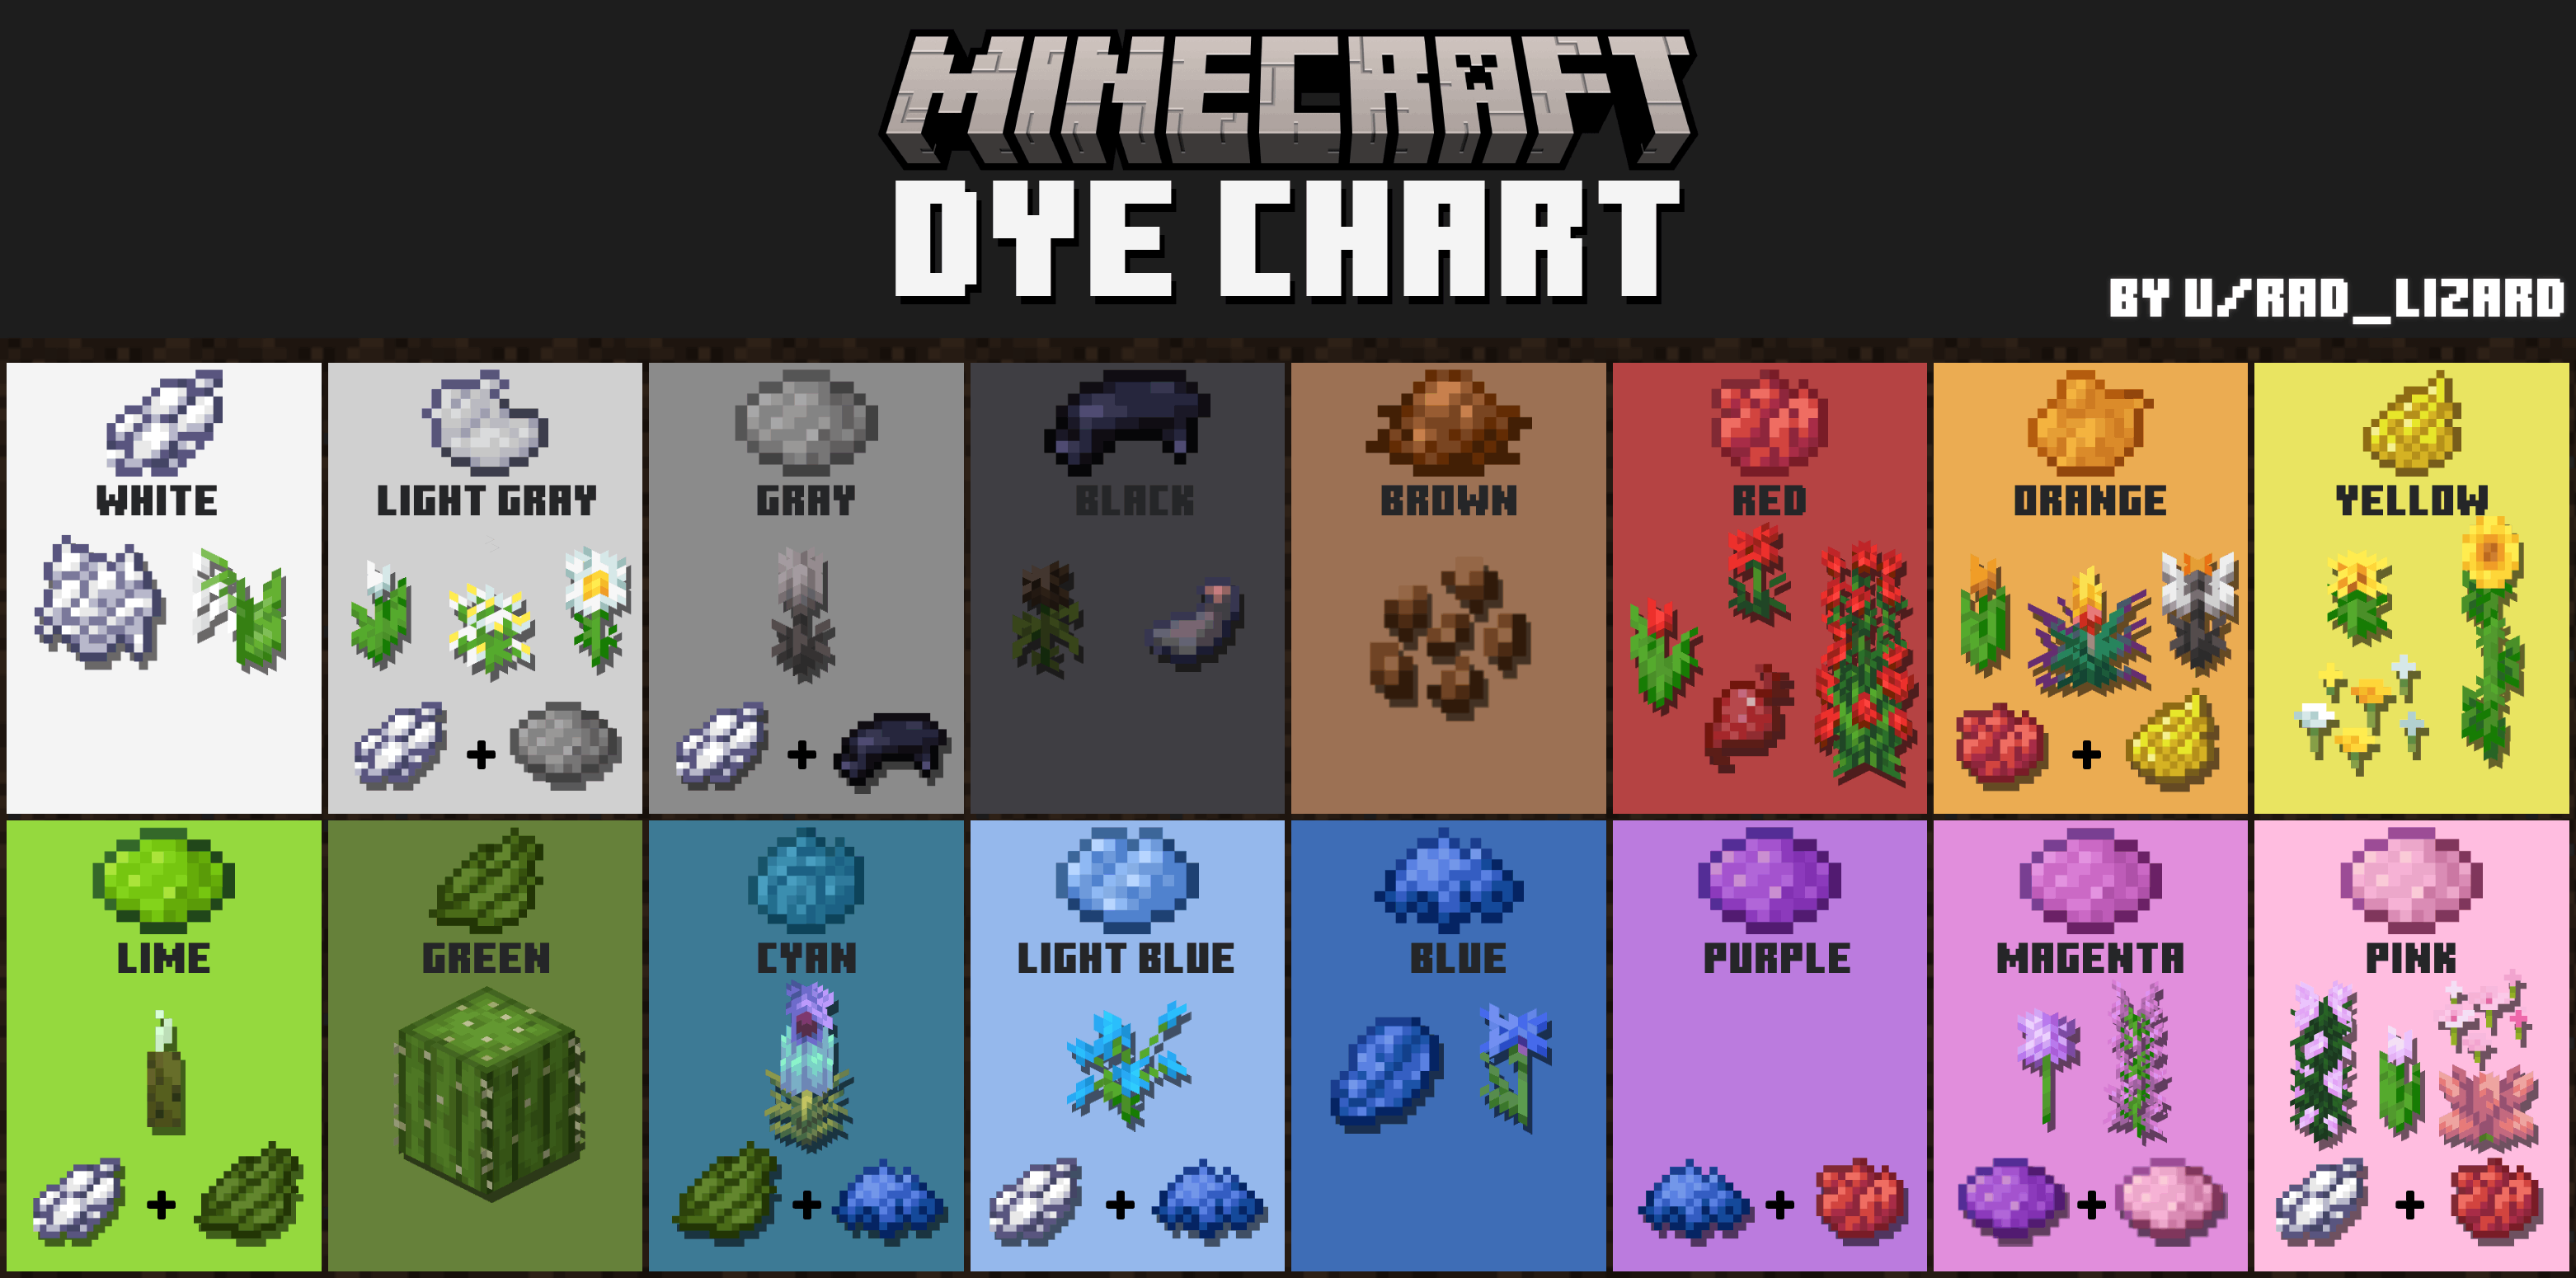 MINECRAFT
DYE CHART
BY U/RAD_LIZARD
WHITE
LIGHT GRAY
GRAY
BLACK
BROWN
RED
ORANGE
YELLOW
+
+
+
LIME
GREEN
CYAN
LIGHT BLUE
BLUE
PURPLE
MAGENTA
PINK
+
+
+
+
+
+